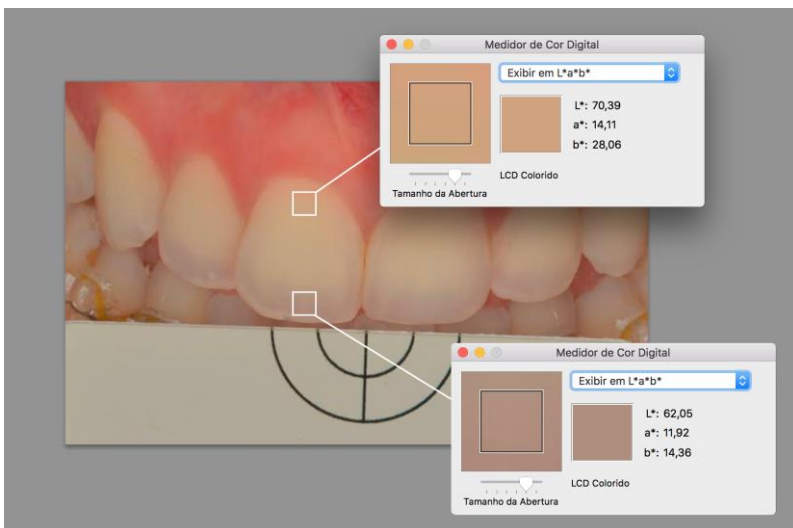 Medidor de Cor Digital
Exibir em L*a*b*
L*: 70,39
a*: 14,11
b*: 28,06
LCD Colorido
Tamanho da Abertura
Medidor de Cor Digital
Exibir em L*a*b*
L*: 62,05
a*: 11,92
b*: 14,36
LCD Colorido
Tamanho da Abertura